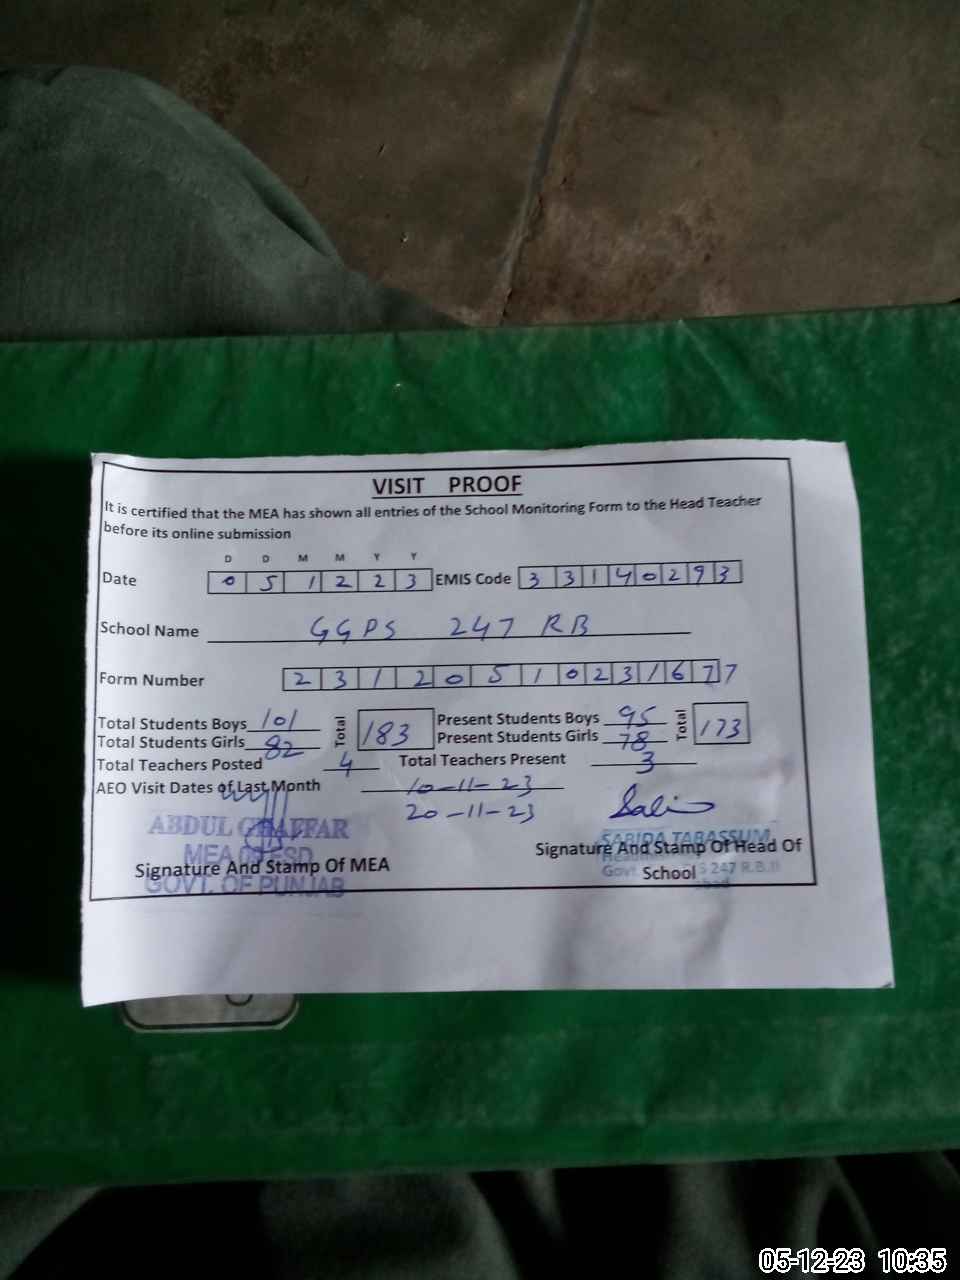 VISIT PROOF
It is certified that the MEA has shown all entries of the School Monitoring Form to the Head Teacher
before its online submission
D D M M Y Y
Date 0 5 1 2 2 3 EMIS Code 3 3 1 4 0 2 9 3
School Name GGPS 247 RB
Form Number 2 3 1 2 0 5 1 0 2 3 1 6 7 7
Total Students Boys 101 Total 183 Present Students Boys 95 Total 173
Total Students Girls 82 Present Students Girls 78
Total Teachers Posted 4 Total Teachers Present 3
AEO Visit Dates of Last Month 10-11-23
20-11-23
ABDUL GHAFFAR
MEA
GOVT. OF PUNJAB
Signature And Stamp Of MEA
TABASSUM
Signature And Stamp Of Head Of
School
Govt. 247 R.B.II
05-12-23 10:35